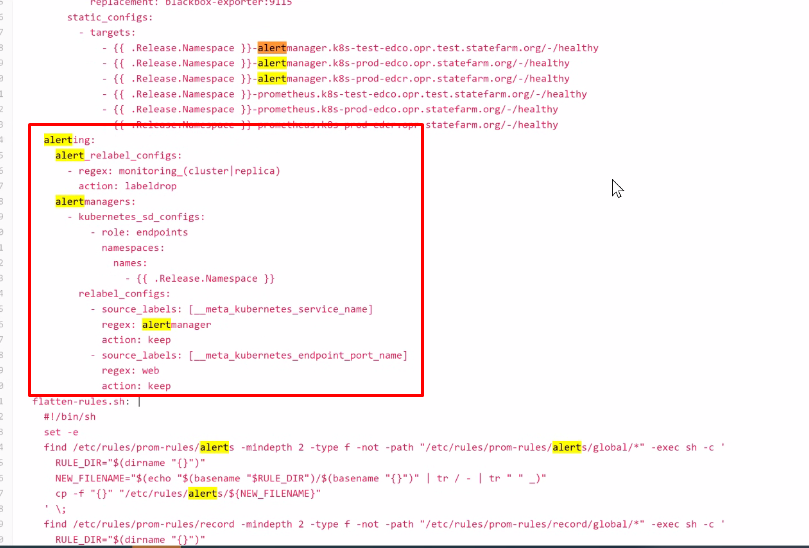 replacement: blackbox-exporter:9115
static_configs:
- targets:
- {{ .Release.Namespace }}-alertmanager.k8s-test-edco.opr.test.statefarm.org/-/healthy
- {{ .Release.Namespace }}-alertmanager.k8s-prod-edco.opr.statefarm.org/-/healthy
- {{ .Release.Namespace }}-alertmanager.k8s-prod-edcr.opr.statefarm.org/-/healthy
- {{ .Release.Namespace }}-prometheus.k8s-test-edco.opr.test.statefarm.org/-/healthy
- {{ .Release.Namespace }}-prometheus.k8s-prod-edco.opr.statefarm.org/-/healthy
- {{ .Release.Namespace }}-prometheus.k8s-prod-edcr.opr.statefarm.org/-/healthy
alerting:
alert_relabel_configs:
- regex: monitoring_(cluster|replica)
action: labeldrop
alertmanagers:
- kubernetes_sd_configs:
- role: endpoints
namespaces:
names:
- {{ .Release.Namespace }}
relabel_configs:
- source_labels: [__meta_kubernetes_service_name]
regex: alertmanager
action: keep
- source_labels: [__meta_kubernetes_endpoint_port_name]
regex: web
action: keep
flatten-rules.sh: |
#!/bin/sh
set -e
find /etc/rules/prom-rules/alerts -mindepth 2 -type f -not -path "/etc/rules/prom-rules/alerts/global/*" -exec sh -c '
RULE_DIR="$(dirname "{}")"
NEW_FILENAME="$(echo "$(basename "$RULE_DIR")/$(basename "{}")" | tr / - | tr " " _)"
cp -f "{}" "/etc/rules/alerts/${NEW_FILENAME}"
' \;
find /etc/rules/prom-rules/record -mindepth 2 -type f -not -path "/etc/rules/prom-rules/record/global/*" -exec sh -c '
RULE_DIR="$(dirname "{}")"